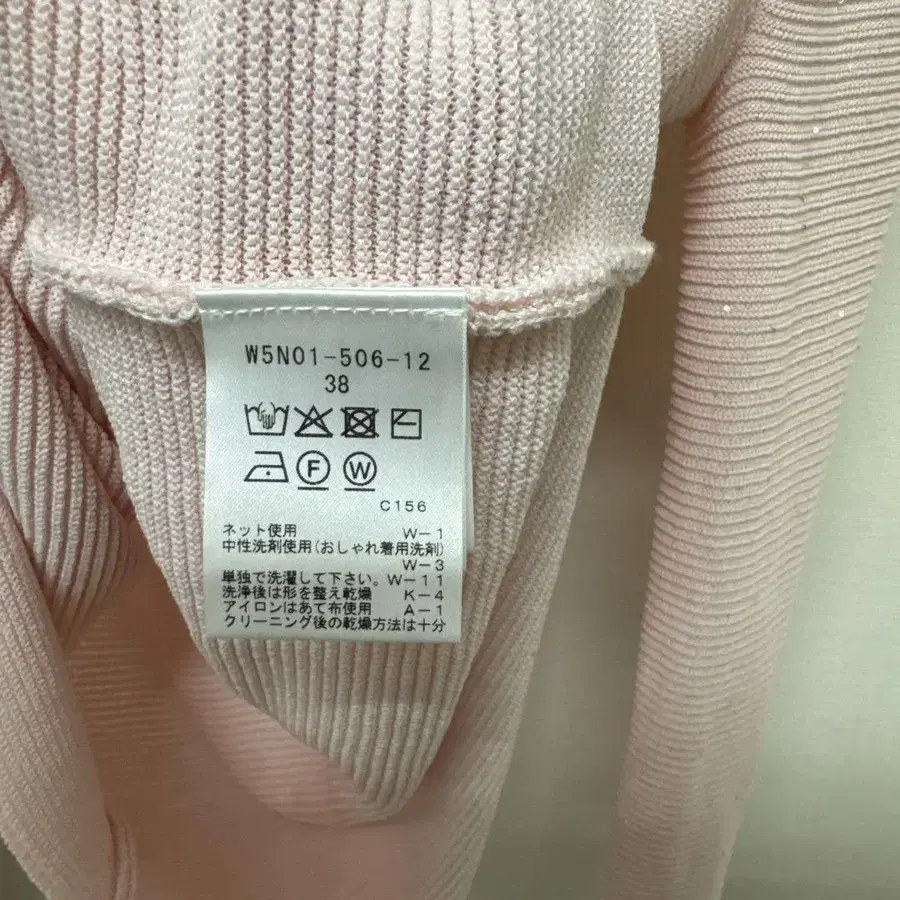 W5N01-506-12
38
F W
C156
ネット使用 W-1
中性洗剤使用(おしゃれ着用洗剤)
W-3
単独で洗濯して下さい。W-11
洗浄後は形を整え乾燥 K-4
アイロンはあて布使用 A-1
クリーニング後の乾燥方法は十分